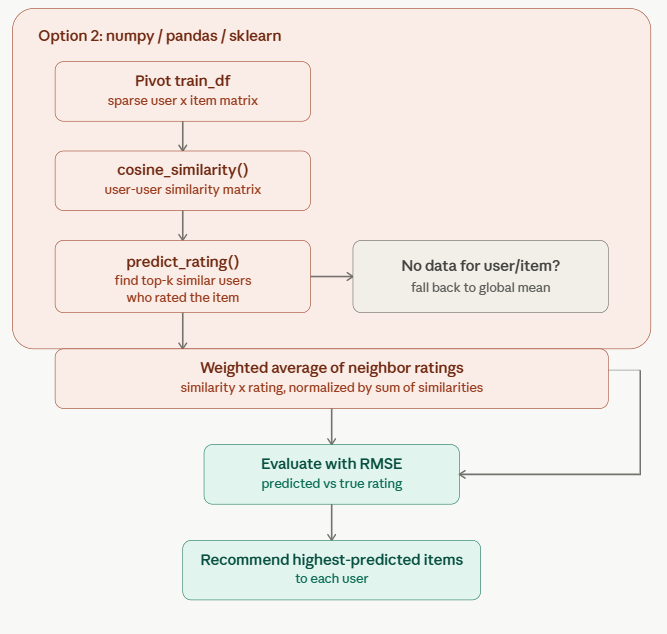 Option 2: numpy / pandas / sklearn
Pivot train_df
sparse user x item matrix
cosine_similarity()
user-user similarity matrix
predict_rating()
find top-k similar users
who rated the item
No data for user/item?
fall back to global mean
Weighted average of neighbor ratings
similarity x rating, normalized by sum of similarities
Evaluate with RMSE
predicted vs true rating
Recommend highest-predicted items
to each user